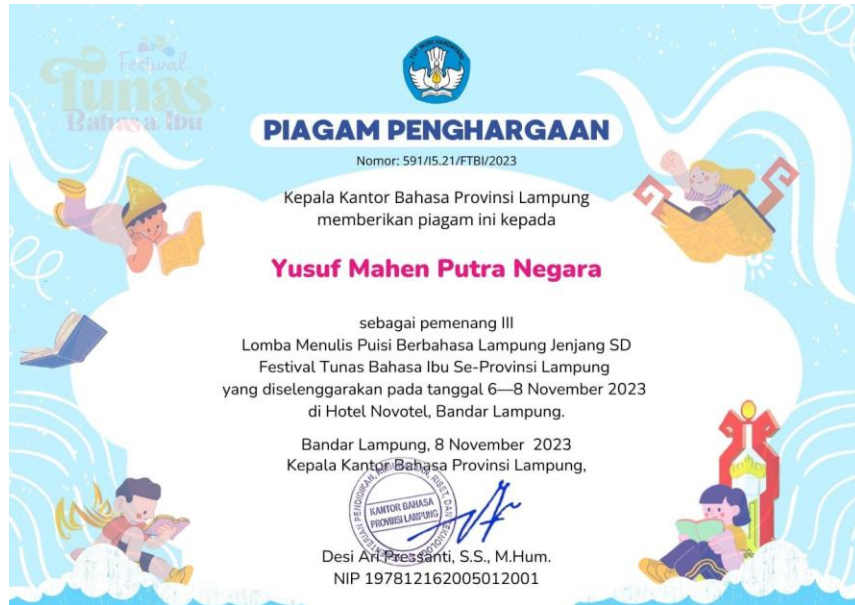 Festival
Tunas
Bahasa Ibu
TUT WURI HANDAYANI
PIAGAM PENGHARGAAN
Nomor: 591/I5.21/FTBI/2023
Kepala Kantor Bahasa Provinsi Lampung
memberikan piagam ini kepada
Yusuf Mahen Putra Negara
sebagai pemenang III
Lomba Menulis Puisi Berbahasa Lampung Jenjang SD
Festival Tunas Bahasa Ibu Se-Provinsi Lampung
yang diselenggarakan pada tanggal 6—8 November 2023
di Hotel Novotel, Bandar Lampung.
Bandar Lampung, 8 November 2023
Kepala Kantor Bahasa Provinsi Lampung,
KANTOR BAHASA
PROVINSI LAMPUNG
Desi Ari Pressanti, S.S., M.Hum.
NIP 197812162005012001